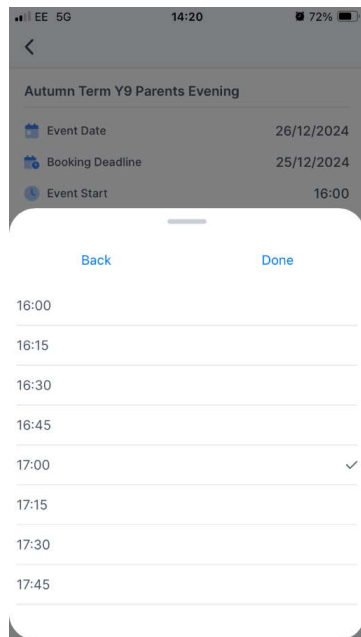 EE 5G 14:20 72%
Autumn Term Y9 Parents Evening
Event Date 26/12/2024
Booking Deadline 25/12/2024
Event Start 16:00
Back Done
16:00
16:15
16:30
16:45
17:00
17:15
17:30
17:45